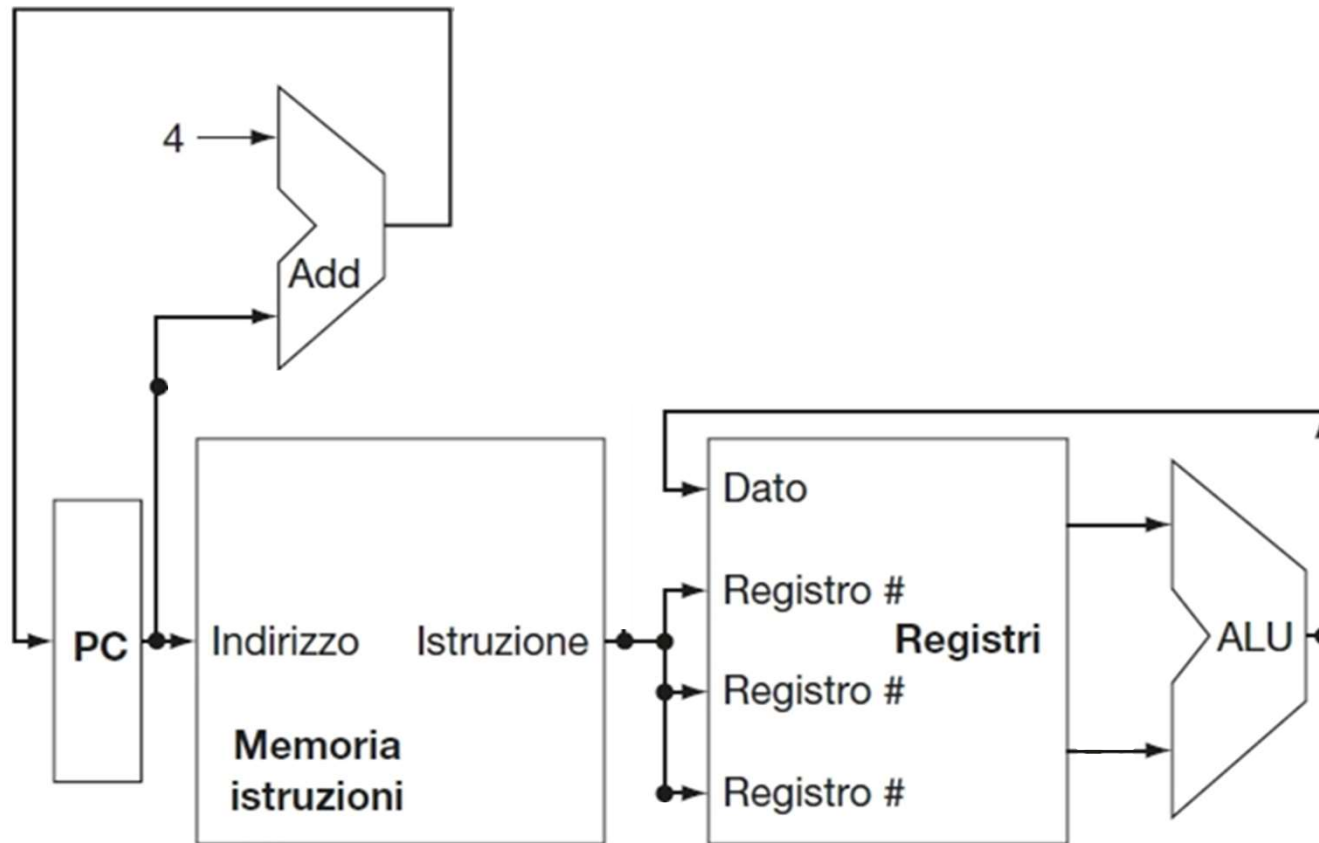 4
Add
Dato
Registro #
Registri
PC
Indirizzo
Istruzione
ALU
Registro #
Memoria
istruzioni
Registro #